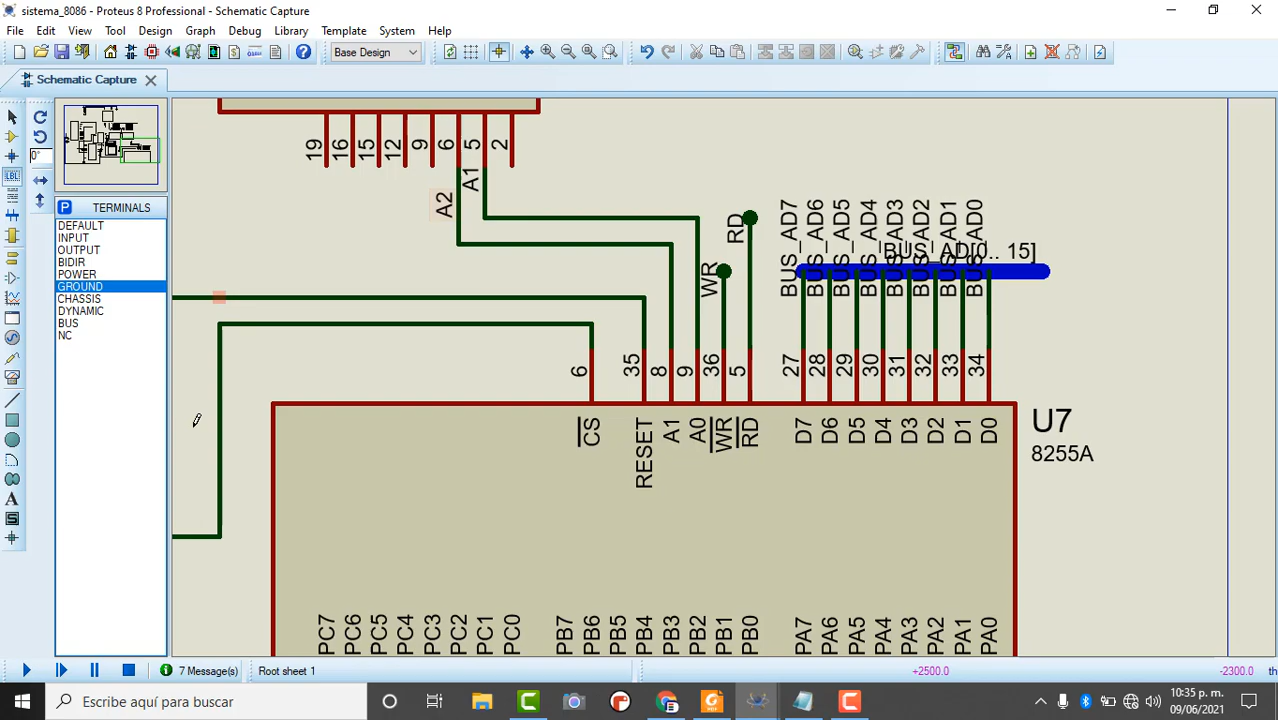 sistema_8086 - Proteus 8 Professional - Schematic Capture
File Edit View Tool Design Graph Debug Library Template System Help
Base Design
Schematic Capture
0°
LBL
P TERMINALS
DEFAULT
INPUT
OUTPUT
BIDIR
POWER
GROUND
CHASSIS
DYNAMIC
BUS
NC
19 16 15 12 9 6 5 2
A2 A1
RD
WR
BUS_AD7 BUS_AD6 BUS_AD5 BUS_AD4 BUS_AD3 BUS_AD2 BUS_AD1 BUS_AD0
BUS_AD[0.. 15]
6 35 8 9 36 5 27 28 29 30 31 32 33 34
CS RESET A1 A0 WR RD D7 D6 D5 D4 D3 D2 D1 D0
U7
8255A
PC7 PC6 PC5 PC4 PC3 PC2 PC1 PC0 PB7 PB6 PB5 PB4 PB3 PB2 PB1 PB0 PA7 PA6 PA5 PA4 PA3 PA2 PA1 PA0
7 Message(s) Root sheet 1 +2500.0 -2300.0 th
Escribe aquí para buscar
10:35 p. m.
09/06/2021